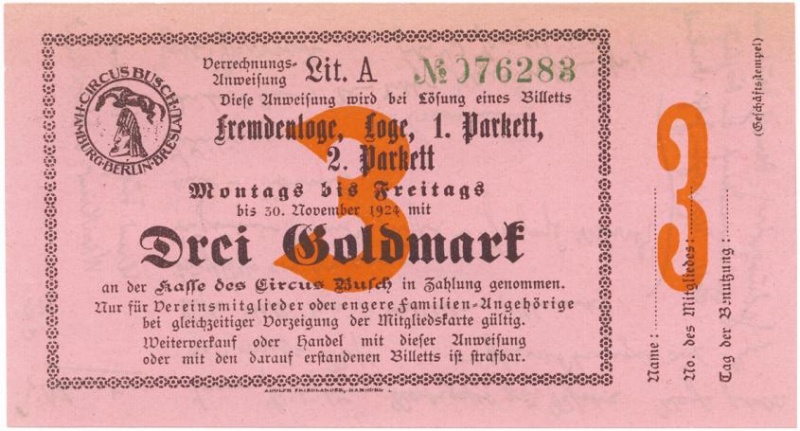 CIRCUS BUSCH
HAMBURG-BERLIN-BRESLAU
Verrechnungs-
Anweisung Lit. A № 076283
Diese Anweisung wird bei Lösung eines Billetts
Fremdenloge, Loge, 1. Parkett,
2. Parkett
Montags bis Freitags
bis 30. November 1924 mit
Drei Goldmark
an der Kasse des Circus Busch in Zahlung genommen.
Nur für Vereinsmitglieder oder engere Familien-Angehörige
bei gleichzeitiger Vorzeigung der Mitgliedskarte gültig.
Weiterverkauf oder Handel mit dieser Anweisung
oder mit den darauf erstandenen Billetts ist strafbar.
3
ADOLPH FRIEDLÄNDER, HAMBURG
3
Name:
No. des Mitgliedes:
Tag der Benutzung:
(Geschäftsstempel)